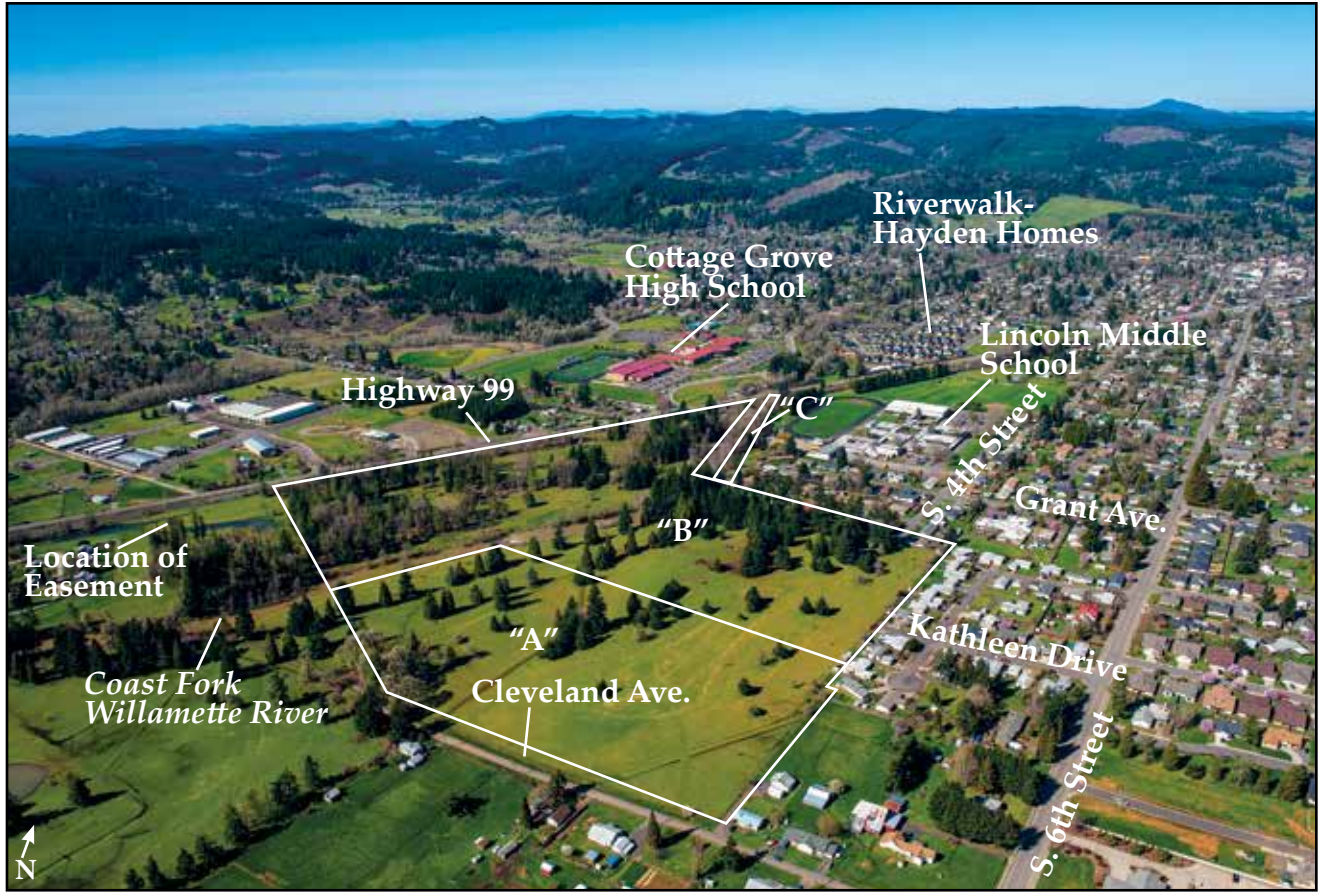 Riverwalk-
Hayden Homes
Cottage Grove
High School
Lincoln Middle
School
Highway 99
"C"
S. 4th Street
Grant Ave.
"B"
Location of
Easement
"A"
Kathleen Drive
Coast Fork
Willamette River
Cleveland Ave.
S. 6th Street
N